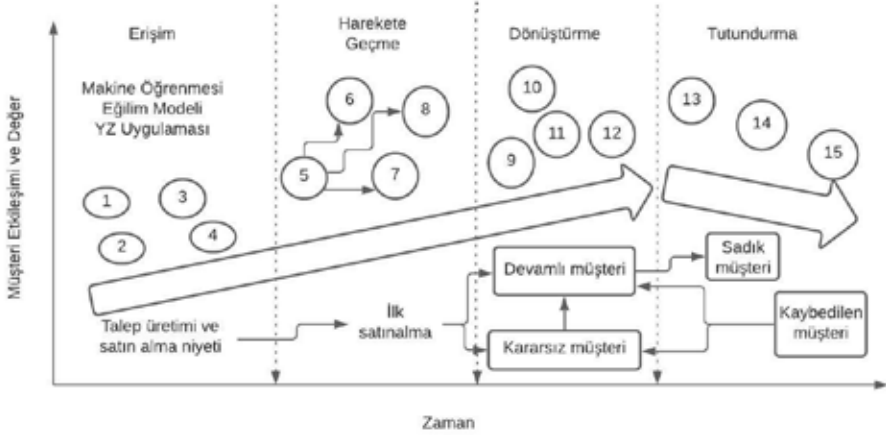 Erişim
Harekete
Geçme
Dönüştürme
Tutundurma
Müşteri Etkileşimi ve Değer
Makine Öğrenmesi
Eğilim Modeli
YZ Uygulaması
1
2
3
4
5
6
7
8
9
10
11
12
13
14
15
Talep üretimi ve
satın alma niyeti
İlk
satınalma
Devamlı müşteri
Kararsız müşteri
Sadık
müşteri
Kaybedilen
müşteri
Zaman